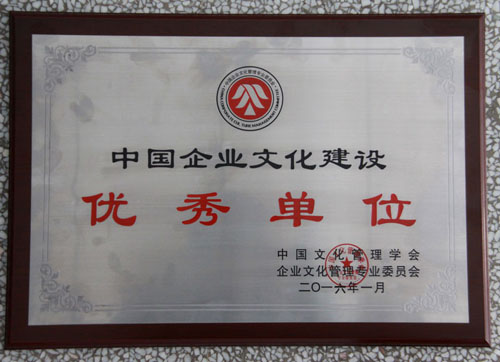 中国企业文化建设
优秀单位
中国文化管理学会
企业文化管理专业委员会
二〇一六年一月